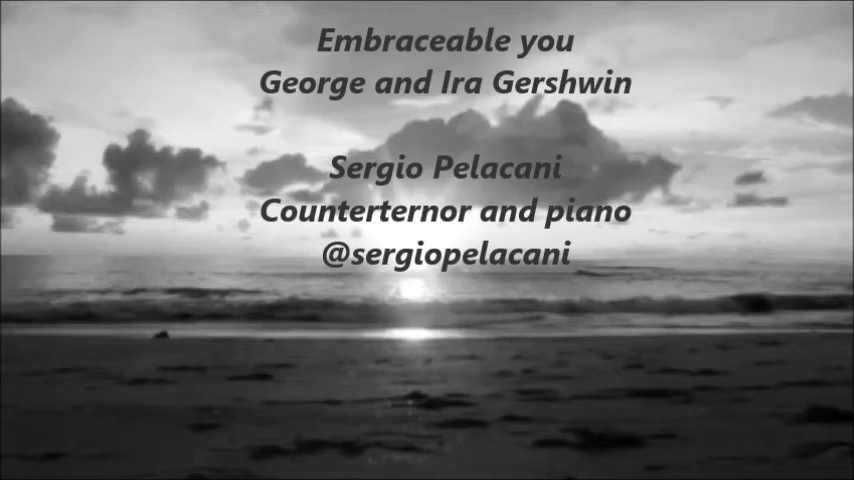 Embraceable you
George and Ira Gershwin
Sergio Pelacani
Counterternor and piano
@sergiopelacani